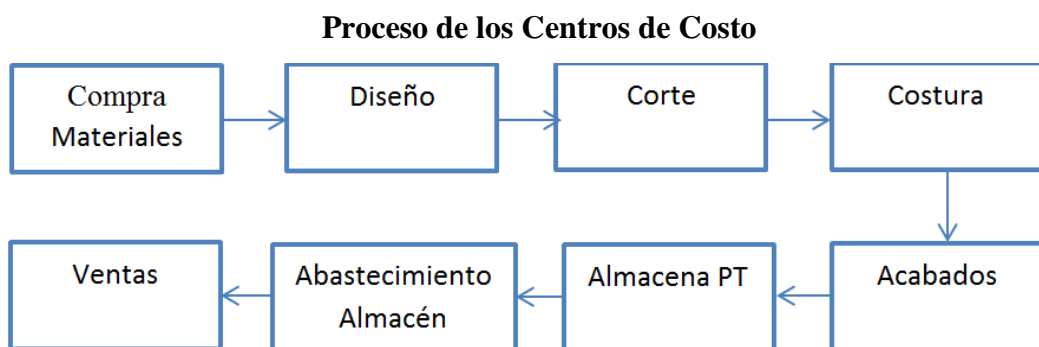 Proceso de los Centros de Costo
Compra
Materiales
Diseño
Corte
Costura
Acabados
Almacena PT
Abastecimiento
Almacén
Ventas